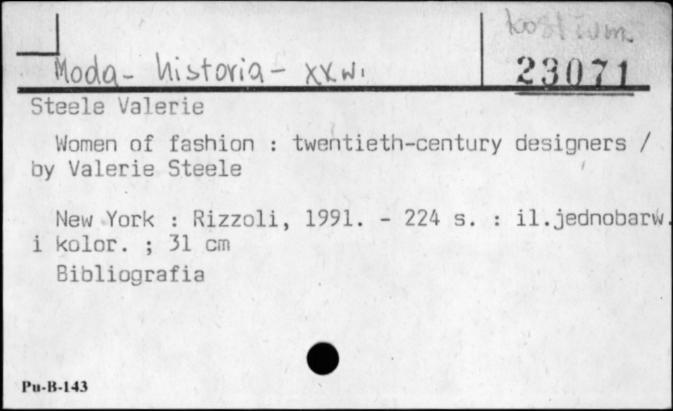 kostium.
Moda - historia - XX w.
23071
Steele Valerie
Women of fashion : twentieth-century designers /
by Valerie Steele
New York : Rizzoli, 1991. - 224 s. : il.jednobarw.
i kolor. ; 31 cm
Bibliografia
Pu-B-143